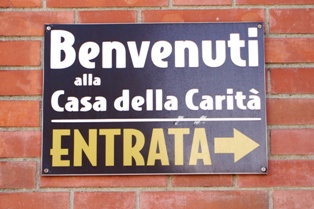 Benvenuti
alla
Casa della Carità
ENTRATA